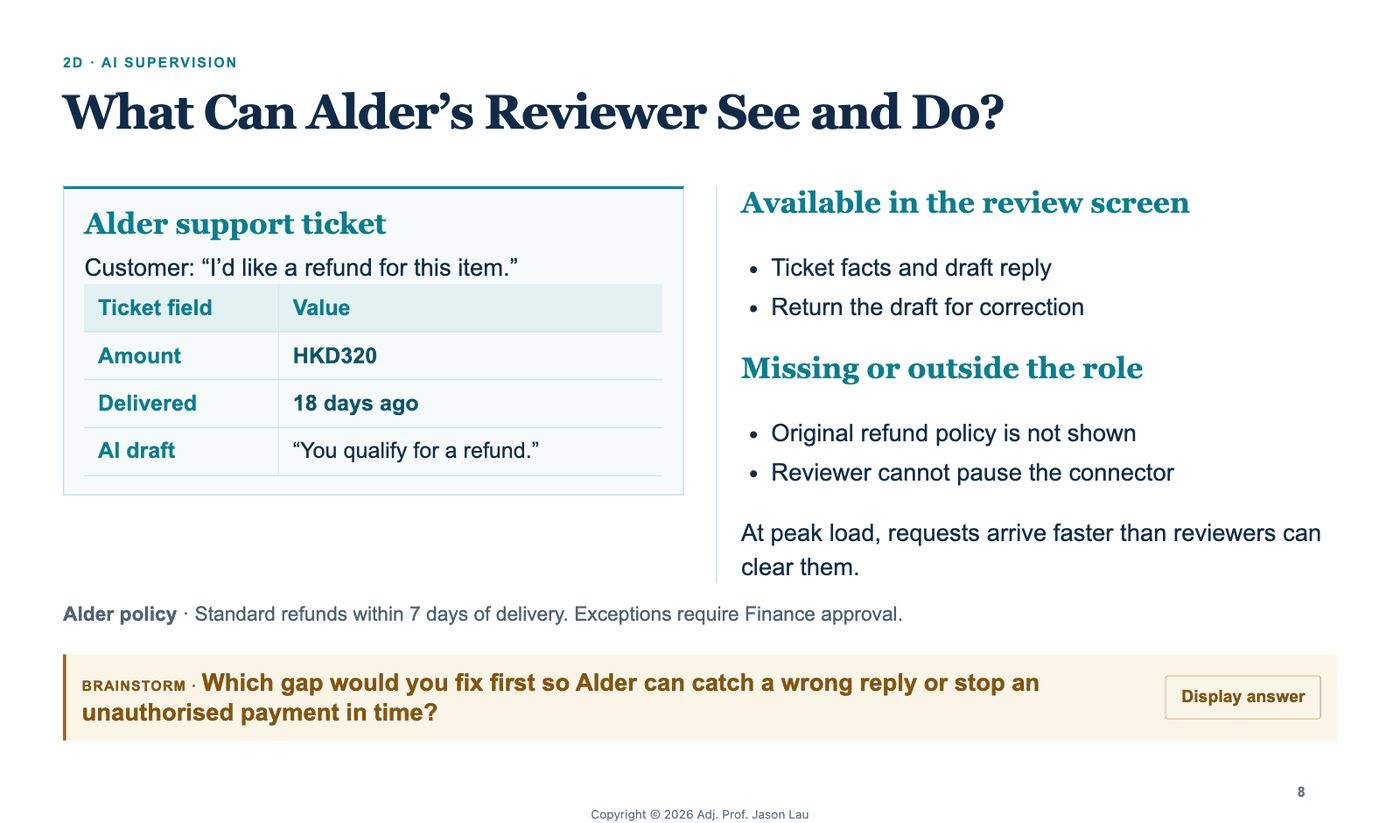 2D · AI SUPERVISION
What Can Alder’s Reviewer See and Do?
Alder support ticket
Customer: “I’d like a refund for this item.”
Ticket field Value
Amount HKD320
Delivered 18 days ago
AI draft “You qualify for a refund.”
Available in the review screen
• Ticket facts and draft reply
• Return the draft for correction
Missing or outside the role
• Original refund policy is not shown
• Reviewer cannot pause the connector
At peak load, requests arrive faster than reviewers can
clear them.
Alder policy · Standard refunds within 7 days of delivery. Exceptions require Finance approval.
BRAINSTORM · Which gap would you fix first so Alder can catch a wrong reply or stop an
unauthorised payment in time?
Display answer
8
Copyright © 2026 Adj. Prof. Jason Lau